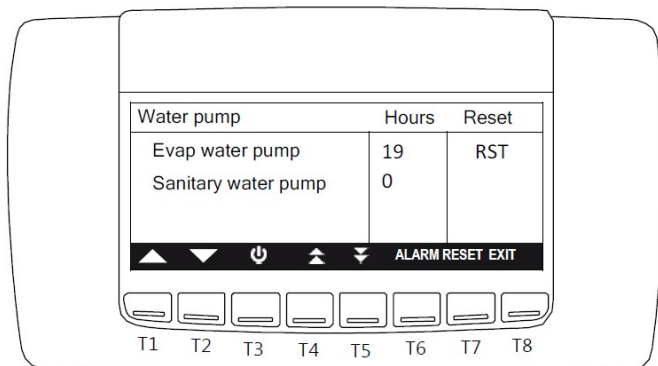 Water pump Hours Reset
Evap water pump 19 RST
Sanitary water pump 0
ALARM RESET EXIT
T1 T2 T3 T4 T5 T6 T7 T8